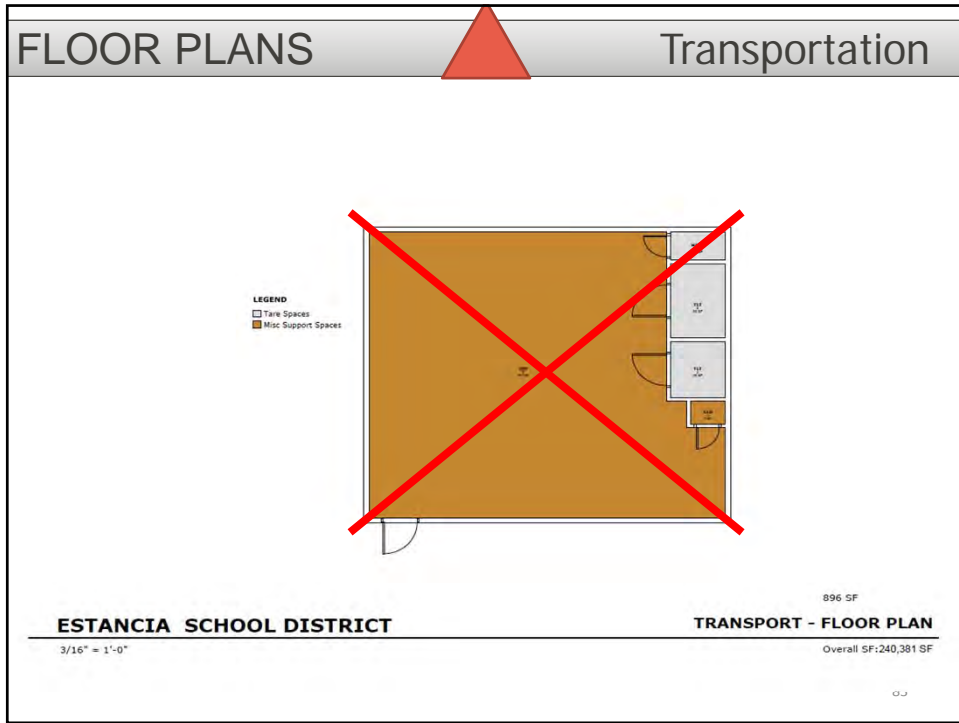 FLOOR PLANS
Transportation
LEGEND
Tare Spaces
Misc Support Spaces
896 SF
ESTANCIA SCHOOL DISTRICT
TRANSPORT - FLOOR PLAN
3/16" = 1'-0"
Overall SF:240,381 SF